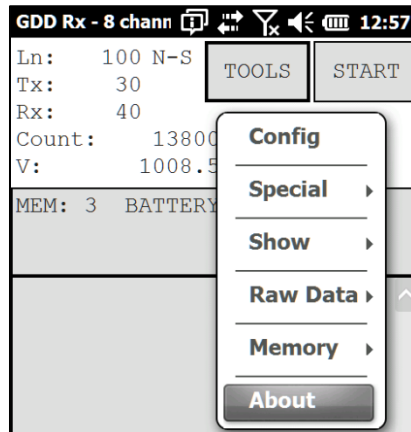 GDD Rx - 8 chann 12:57
Ln: 100 N-S
Tx: 30
Rx: 40
Count: 13800
V: 1008.5
TOOLS
START
MEM: 3 BATTERY
Config
Special
Show
Raw Data
Memory
About